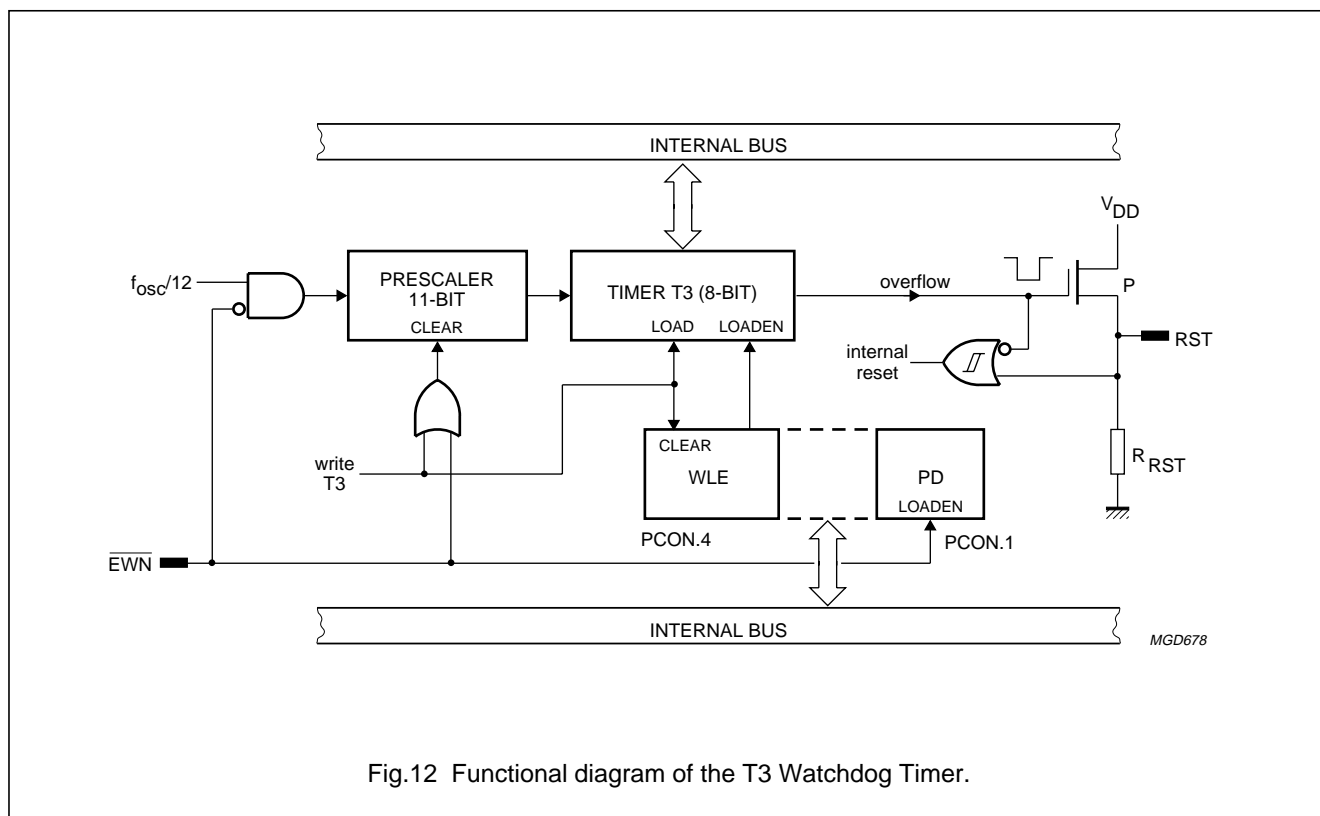 INTERNAL BUS
VDD
fosc/12
PRESCALER
11-BIT
CLEAR
TIMER T3 (8-BIT)
LOAD LOADEN
overflow
P
RST
internal
reset
write
T3
CLEAR
WLE
PD
LOADEN
RRST
PCON.4
PCON.1
EWN
INTERNAL BUS
MGD678
Fig.12 Functional diagram of the T3 Watchdog Timer.